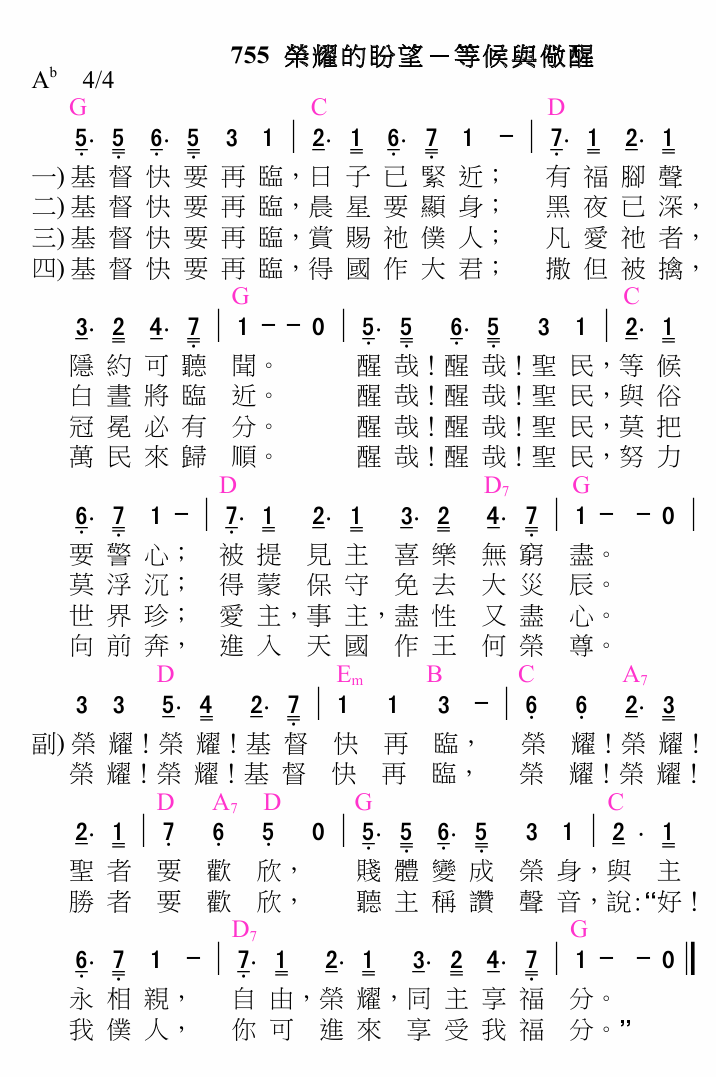 755 榮耀的盼望－等候與儆醒
A♭ 4/4
G C D
5. 5 6. 5 3 1 | 2. 1 6. 7 1 － | 7. 1 2. 1
一)基督快要再臨，日子已緊近； 有福腳聲
二)基督快要再臨，晨星要顯身； 黑夜已深，
三)基督快要再臨，賞賜祂僕人； 凡愛祂者，
四)基督快要再臨，得國作大君； 撒但被擒，
G C
3. 2 4. 7 | 1 － － 0 | 5. 5 6. 5 3 1 | 2. 1
隱約可聽聞。 醒哉！醒哉！聖民，等候
白晝將臨近。 醒哉！醒哉！聖民，與俗
冠冕必有分。 醒哉！醒哉！聖民，莫把
萬民來歸順。 醒哉！醒哉！聖民，努力
D D7 G
6. 7 1 － | 7. 1 2. 1 3. 2 4. 7 | 1 － － 0 |
要警心； 被提見主喜樂無窮盡。
莫浮沉； 得蒙保守免去大災辰。
世界珍； 愛主，事主，盡性又盡心。
向前奔， 進入天國作王何榮尊。
D Em B C A7
3 3 5. 4 2. 7 | 1 1 3 － | 6 6 2. 3
副)榮耀！榮耀！基督快再臨， 榮耀！榮耀！
榮耀！榮耀！基督快再臨， 榮耀！榮耀！
D A7 D G C
2. 1 | 7 6 5 0 | 5. 5 6. 5 3 1 | 2 . 1
聖者要歡欣， 賤體變成榮身，與主
勝者要歡欣， 聽主稱讚聲音，說：“好！
D7 G
6. 7 1 － | 7. 1 2. 1 3. 2 4. 7 | 1 － － 0 ‖
永相親， 自由，榮耀，同主享福分。
我僕人， 你可進來享受我福分。”